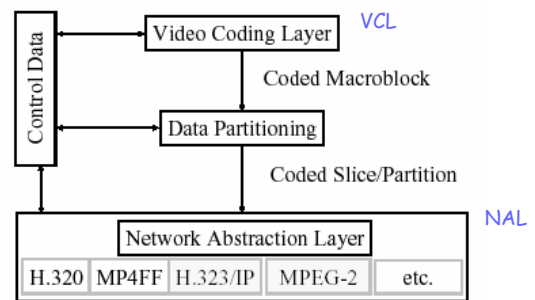 Video Coding Layer
VCL
Control Data
Coded Macroblock
Data Partitioning
Coded Slice/Partition
NAL
Network Abstraction Layer
H.320 MP4FF H.323/IP MPEG-2 etc.